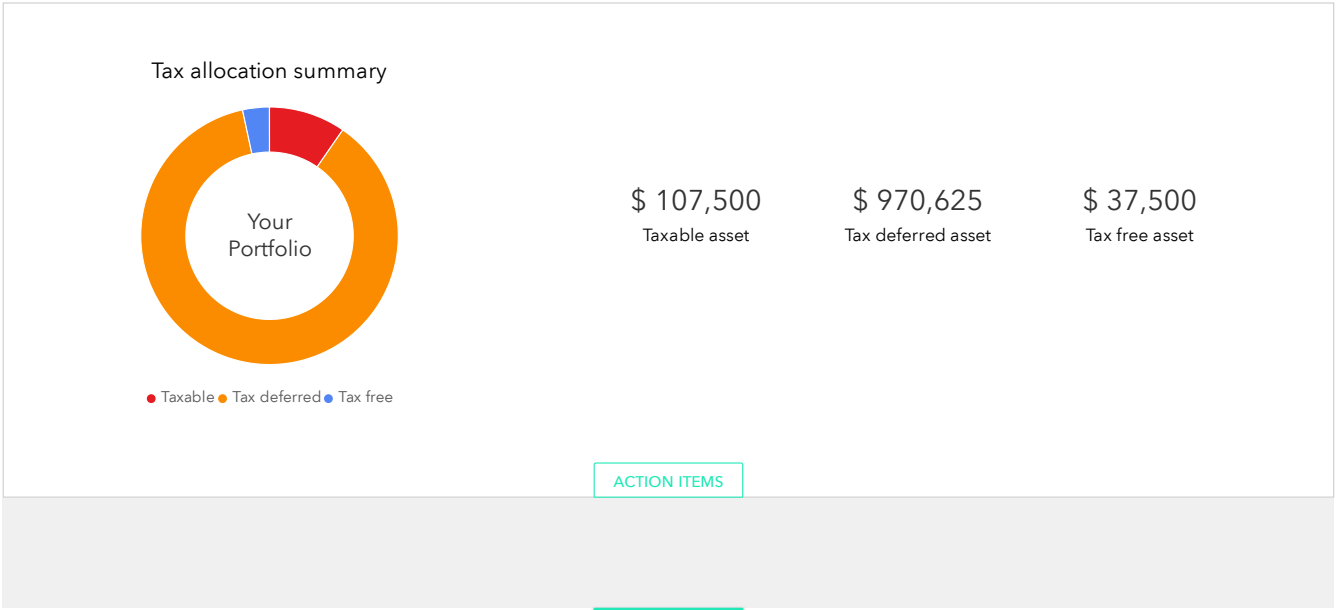 Tax allocation summary
Your
Portfolio
Taxable Tax deferred Tax free
$ 107,500
Taxable asset
$ 970,625
Tax deferred asset
$ 37,500
Tax free asset
ACTION ITEMS